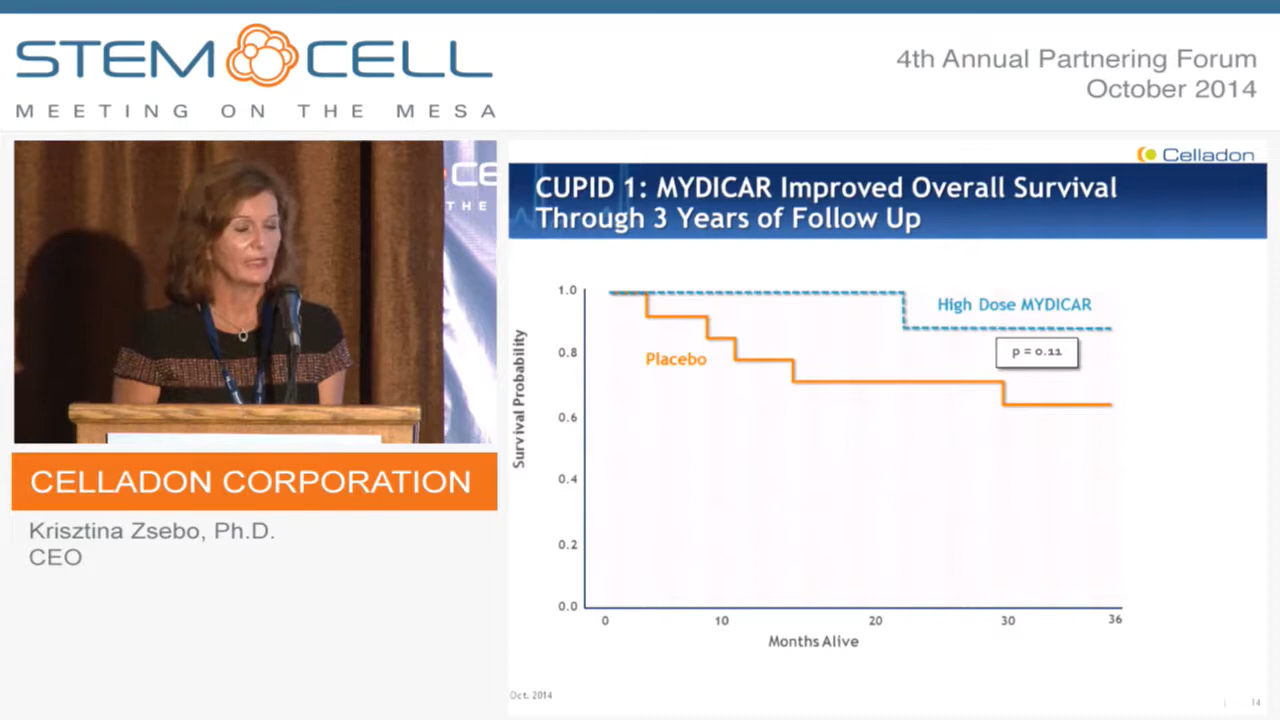 STEM CELL
MEETING ON THE MESA
4th Annual Partnering Forum
October 2014
CE
THE
CELLADON CORPORATION
Krisztina Zsebo, Ph.D.
CEO
Celladon
CUPID 1: MYDICAR Improved Overall Survival
Through 3 Years of Follow Up
Survival Probability
1.0
0.8
0.6
0.4
0.2
0.0
High Dose MYDICAR
p = 0.11
Placebo
0 10 20 30 36
Months Alive
Oct. 2014
14